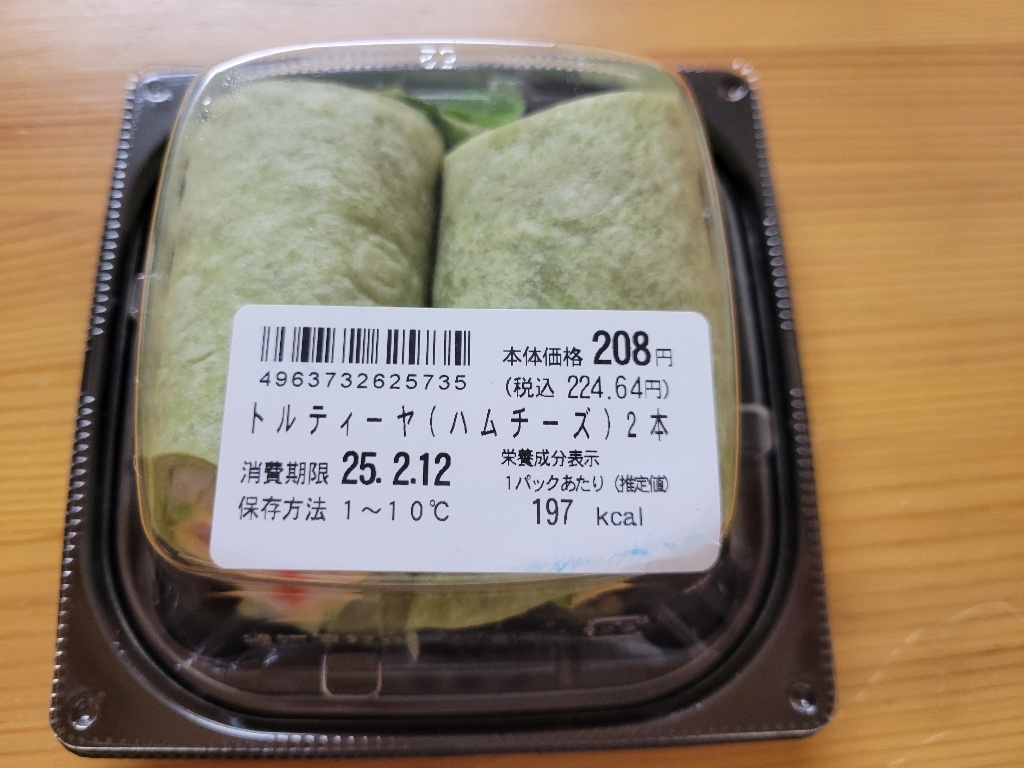 4963732625735
本体価格 208円
(税込 224.64円)
トルティーヤ(ハムチーズ)2本
消費期限 25.2.12
保存方法 1~10℃
栄養成分表示
1パックあたり(推定値)
197 kcal